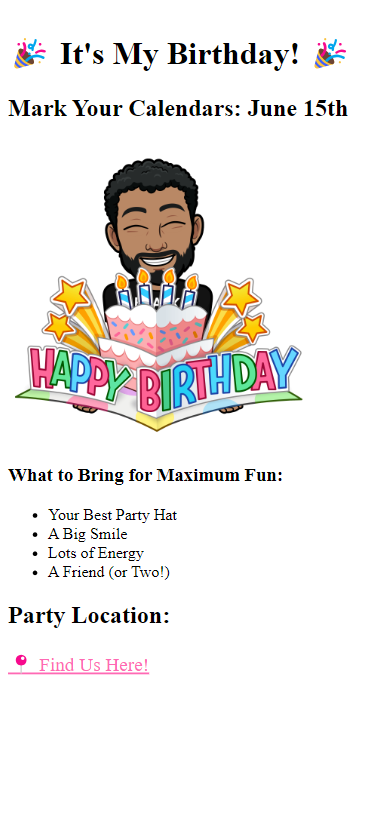 🎉 It's My Birthday! 🎉
Mark Your Calendars: June 15th
HAPPY BIRTHDAY
What to Bring for Maximum Fun:
• Your Best Party Hat
• A Big Smile
• Lots of Energy
• A Friend (or Two!)
Party Location:
📍 Find Us Here!